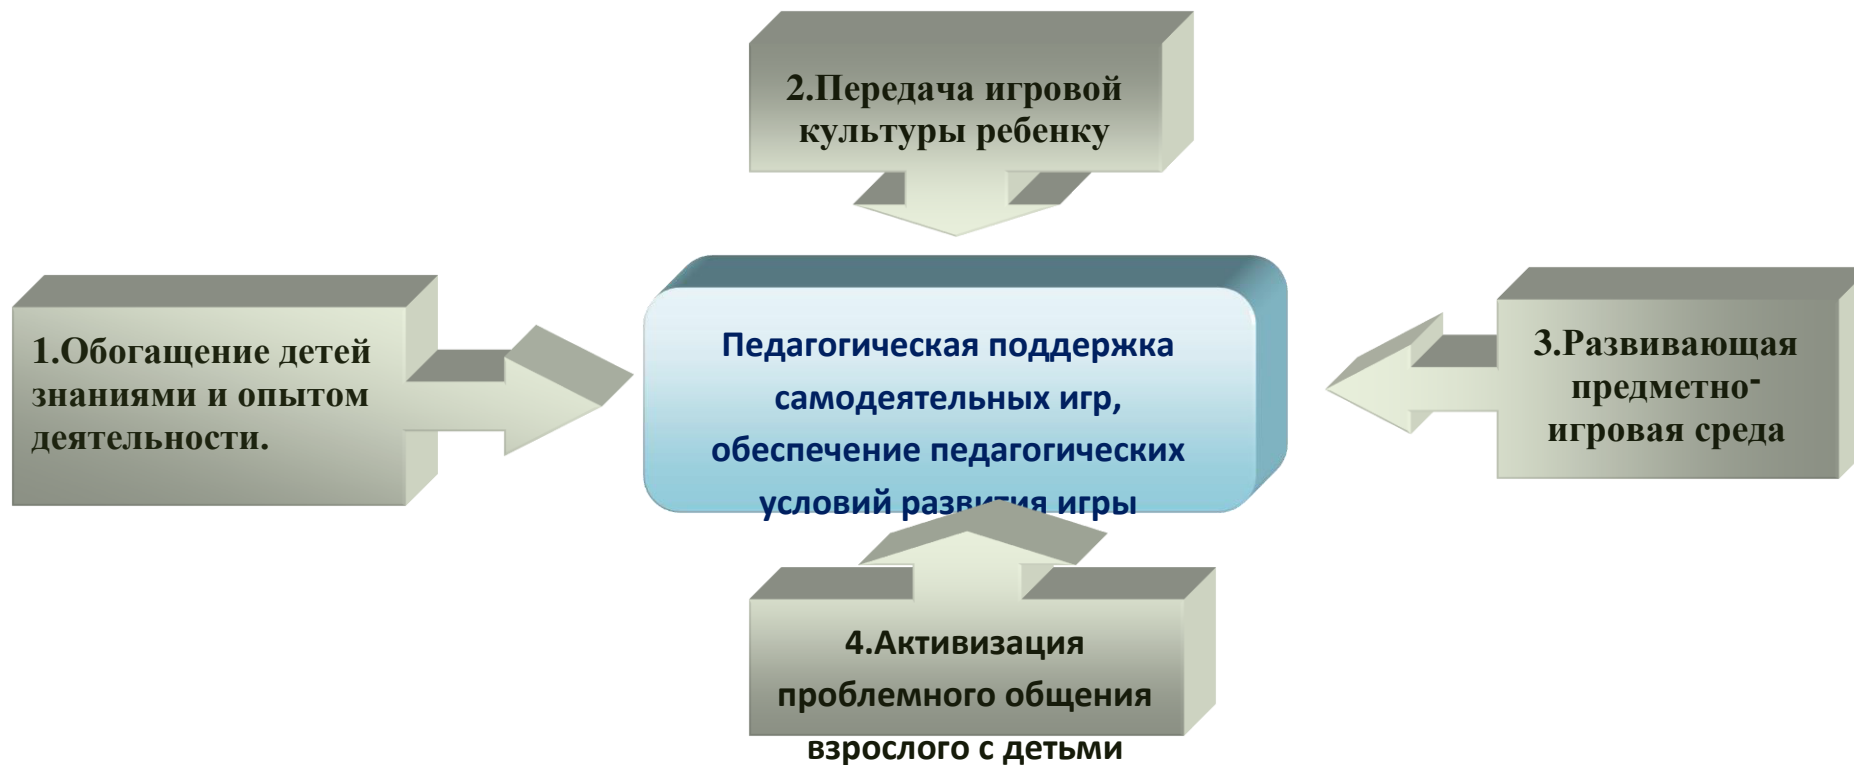 2.Передача игровой
культуры ребенку
1.Обогащение детей
знаниями и опытом
деятельности.
Педагогическая поддержка
самодеятельных игр,
обеспечение педагогических
условий развития игры
3.Развивающая
предметно-
игровая среда
4.Активизация
проблемного общения
взрослого с детьми